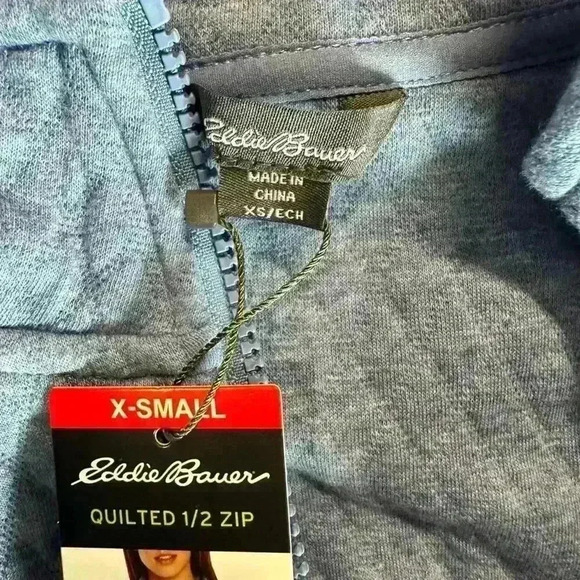 Eddie Bauer
MADE IN
CHINA
XS/ECH
X-SMALL
Eddie Bauer
QUILTED 1/2 ZIP